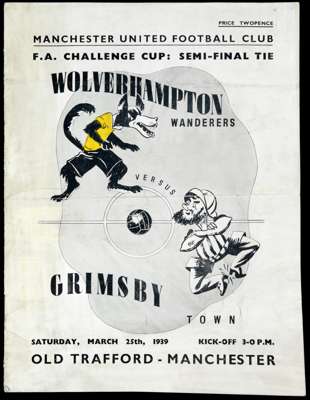 PRICE TWOPENCE
MANCHESTER UNITED FOOTBALL CLUB
F.A. CHALLENGE CUP: SEMI-FINAL TIE
WOLVERHAMPTON
WANDERERS
VERSUS
GRIMSBY
TOWN
SATURDAY, MARCH 25th, 1939 KICK-OFF 3-0 P.M.
OLD TRAFFORD - MANCHESTER